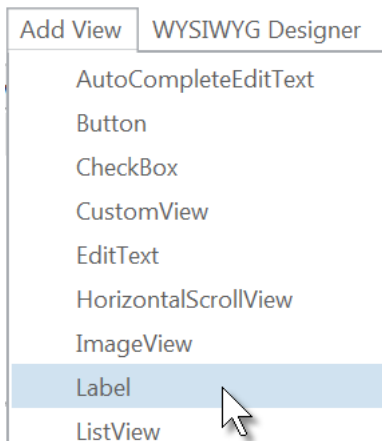 Add View WYSIWYG Designer
AutoCompleteEditText
Button
CheckBox
CustomView
EditText
HorizontalScrollView
ImageView
Label
ListView